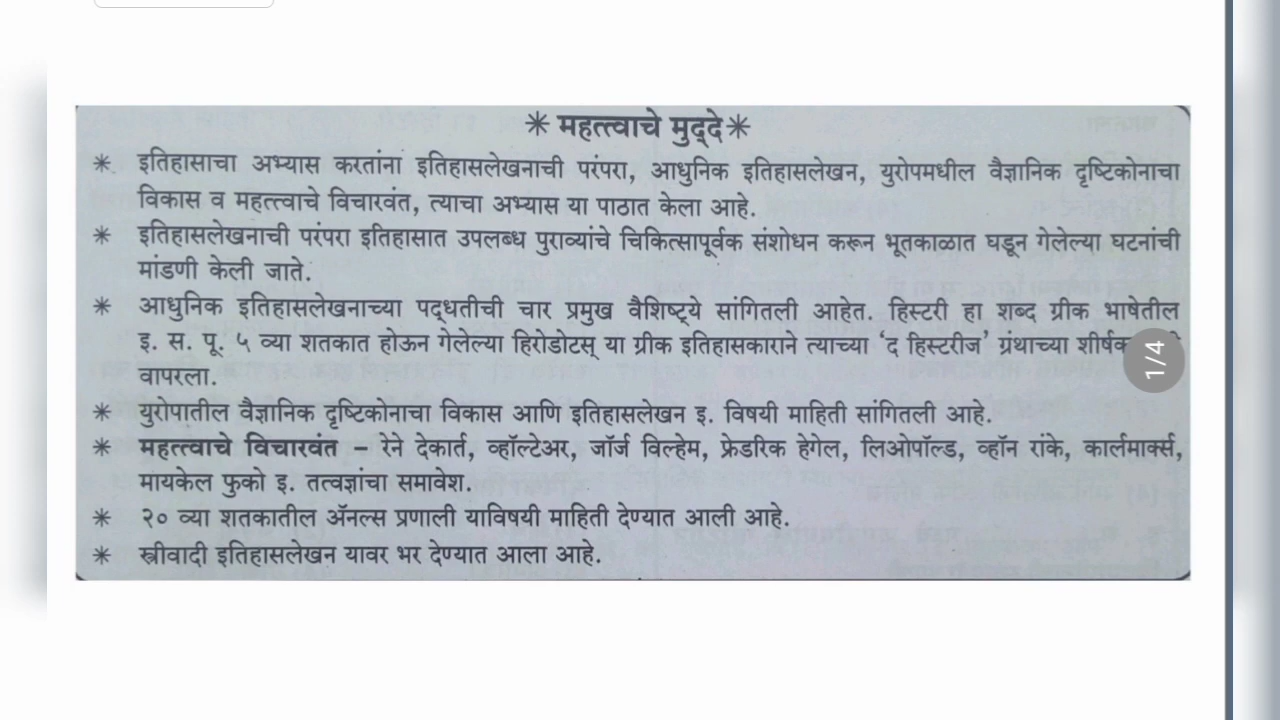 * महत्त्वाचे मुद्दे *
* इतिहासाचा अभ्यास करतांना इतिहासलेखनाची परंपरा, आधुनिक इतिहासलेखन, युरोपमधील वैज्ञानिक दृष्टिकोनाचा
विकास व महत्त्वाचे विचारवंत, त्याचा अभ्यास या पाठात केला आहे.
* इतिहासलेखनाची परंपरा इतिहासात उपलब्ध पुराव्यांचे चिकित्सापूर्वक संशोधन करून भूतकाळात घडून गेलेल्या घटनांची
मांडणी केली जाते.
* आधुनिक इतिहासलेखनाच्या पद्धतीची चार प्रमुख वैशिष्ट्ये सांगितली आहेत. हिस्टरी हा शब्द ग्रीक भाषेतील
इ. स. पू. ५ व्या शतकात होऊन गेलेल्या हिरोडोटस् या ग्रीक इतिहासकाराने त्याच्या 'द हिस्टरीज' ग्रंथाच्या
वापरला.
* युरोपातील वैज्ञानिक दृष्टिकोनाचा विकास आणि इतिहासलेखन इ. विषयी माहिती सांगितली आहे.
* महत्त्वाचे विचारवंत – रेने देकार्त, व्हॉल्टेअर, जॉर्ज विल्हेम, फ्रेडरिक हेगेल, लिओपॉल्ड, व्हॉन रांके, कार्लमार्क्स,
मायकेल फुको इ. तत्वज्ञांचा समावेश.
* २० व्या शतकातील ॲनल्स प्रणाली याविषयी माहिती देण्यात आली आहे.
* स्त्रीवादी इतिहासलेखन यावर भर देण्यात आला आहे.
1/4